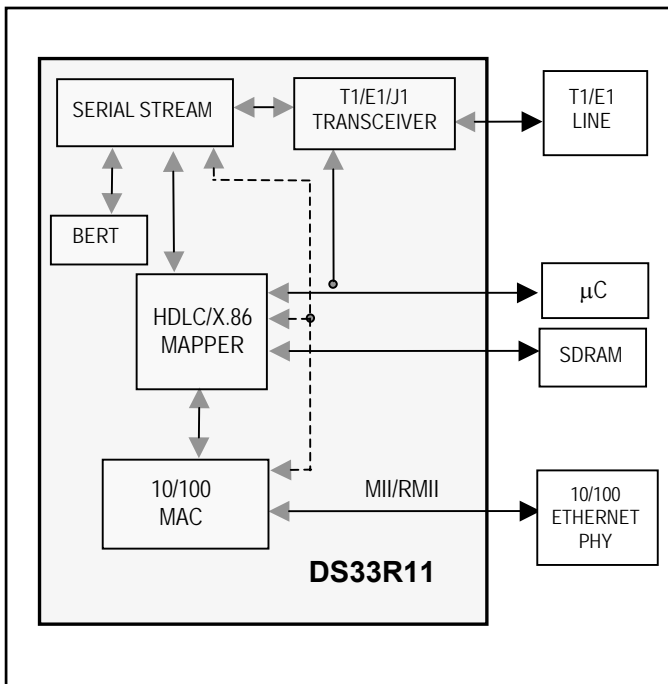 SERIAL STREAM
T1/E1/J1
TRANSCEIVER
T1/E1
LINE
BERT
HDLC/X.86
MAPPER
μC
SDRAM
10/100
MAC
MII/RMII
10/100
ETHERNET
PHY
DS33R11